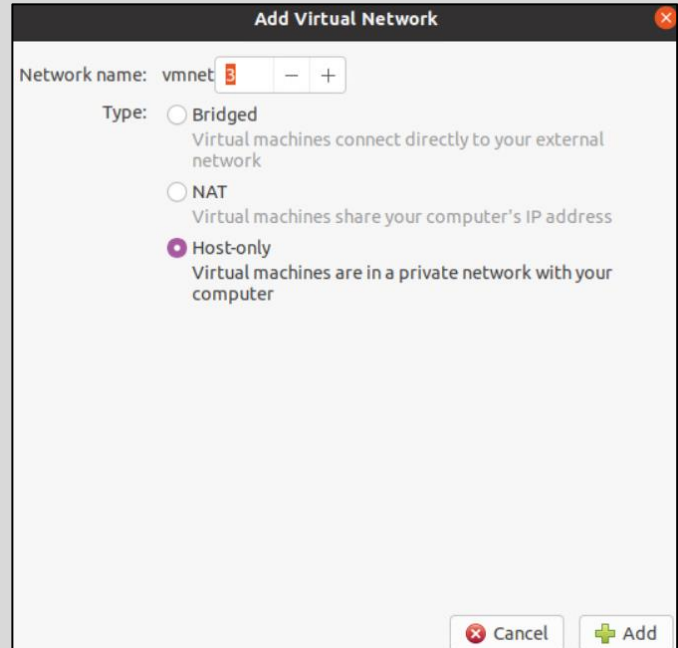 Add Virtual Network
Network name: vmnet 3 − +
Type: Bridged
Virtual machines connect directly to your external
network
NAT
Virtual machines share your computer's IP address
Host-only
Virtual machines are in a private network with your
computer
Cancel Add